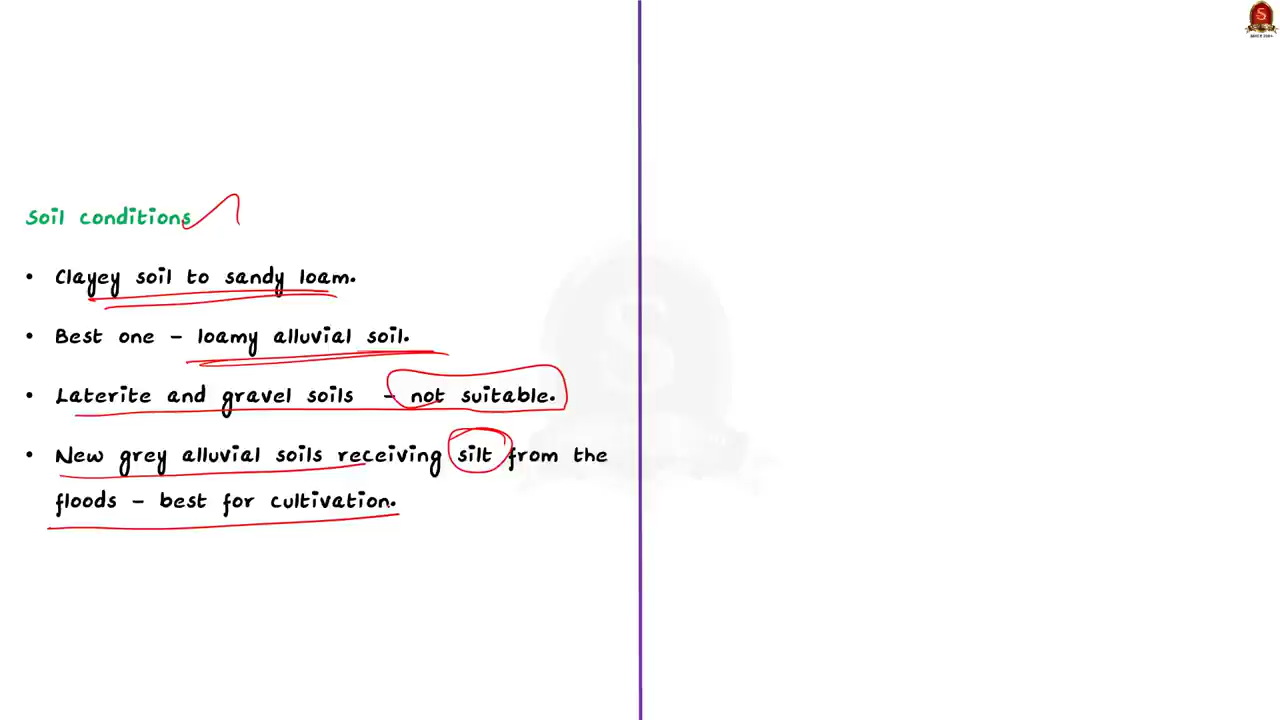 Soil conditions
• Clayey soil to sandy loam.
• Best one – loamy alluvial soil.
• Laterite and gravel soils – not suitable.
• New grey alluvial soils receiving silt from the
floods – best for cultivation.